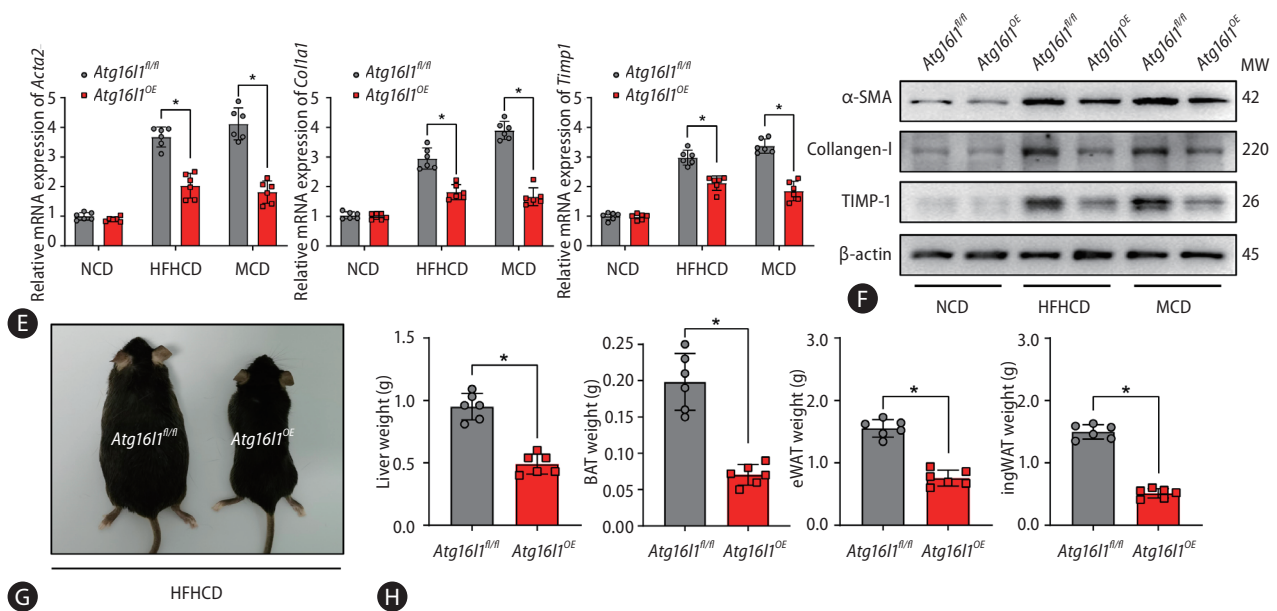 Relative mRNA expression of Acta2
Atg16l1fl/fl
Atg16l1OE
*
*
5
4
3
2
1
0
NCD
HFHCD
MCD
Relative mRNA expression of Col1a1
Atg16l1fl/fl
Atg16l1OE
*
*
5
4
3
2
1
0
NCD
HFHCD
MCD
Relative mRNA expression of Timp1
Atg16l1fl/fl
Atg16l1OE
*
*
5
4
3
2
1
0
NCD
HFHCD
MCD
E
Atg16l1fl/fl Atg16l1OE Atg16l1fl/fl Atg16l1OE Atg16l1fl/fl Atg16l1OE
MW
α-SMA 42
Collangen-I 220
TIMP-1 26
β-actin 45
NCD HFHCD MCD
F
Atg16l1fl/fl
Atg16l1OE
HFHCD
G
Liver weight (g)
1.5
1.0
0.5
0.0
*
Atg16l1fl/fl Atg16l1OE
BAT weight (g)
0.25
0.20
0.15
0.10
0.05
0.00
*
Atg16l1fl/fl Atg16l1OE
eWAT weight (g)
3.0
2.0
1.0
0.0
*
Atg16l1fl/fl Atg16l1OE
ingWAT weight (g)
3.0
2.0
1.0
0.0
*
Atg16l1fl/fl Atg16l1OE
H